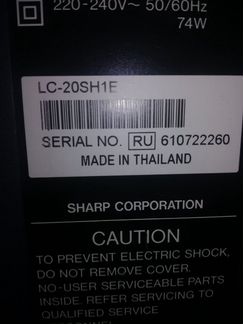 220-240V~ 50/60Hz
74W
LC-20SH1E
SERIAL NO. RU 610722260
MADE IN THAILAND
SHARP CORPORATION
CAUTION
TO PREVENT ELECTRIC SHOCK,
DO NOT REMOVE COVER.
NO-USER SERVICEABLE PARTS
INSIDE. REFER SERVICING TO
QUALIFIED SERVICE